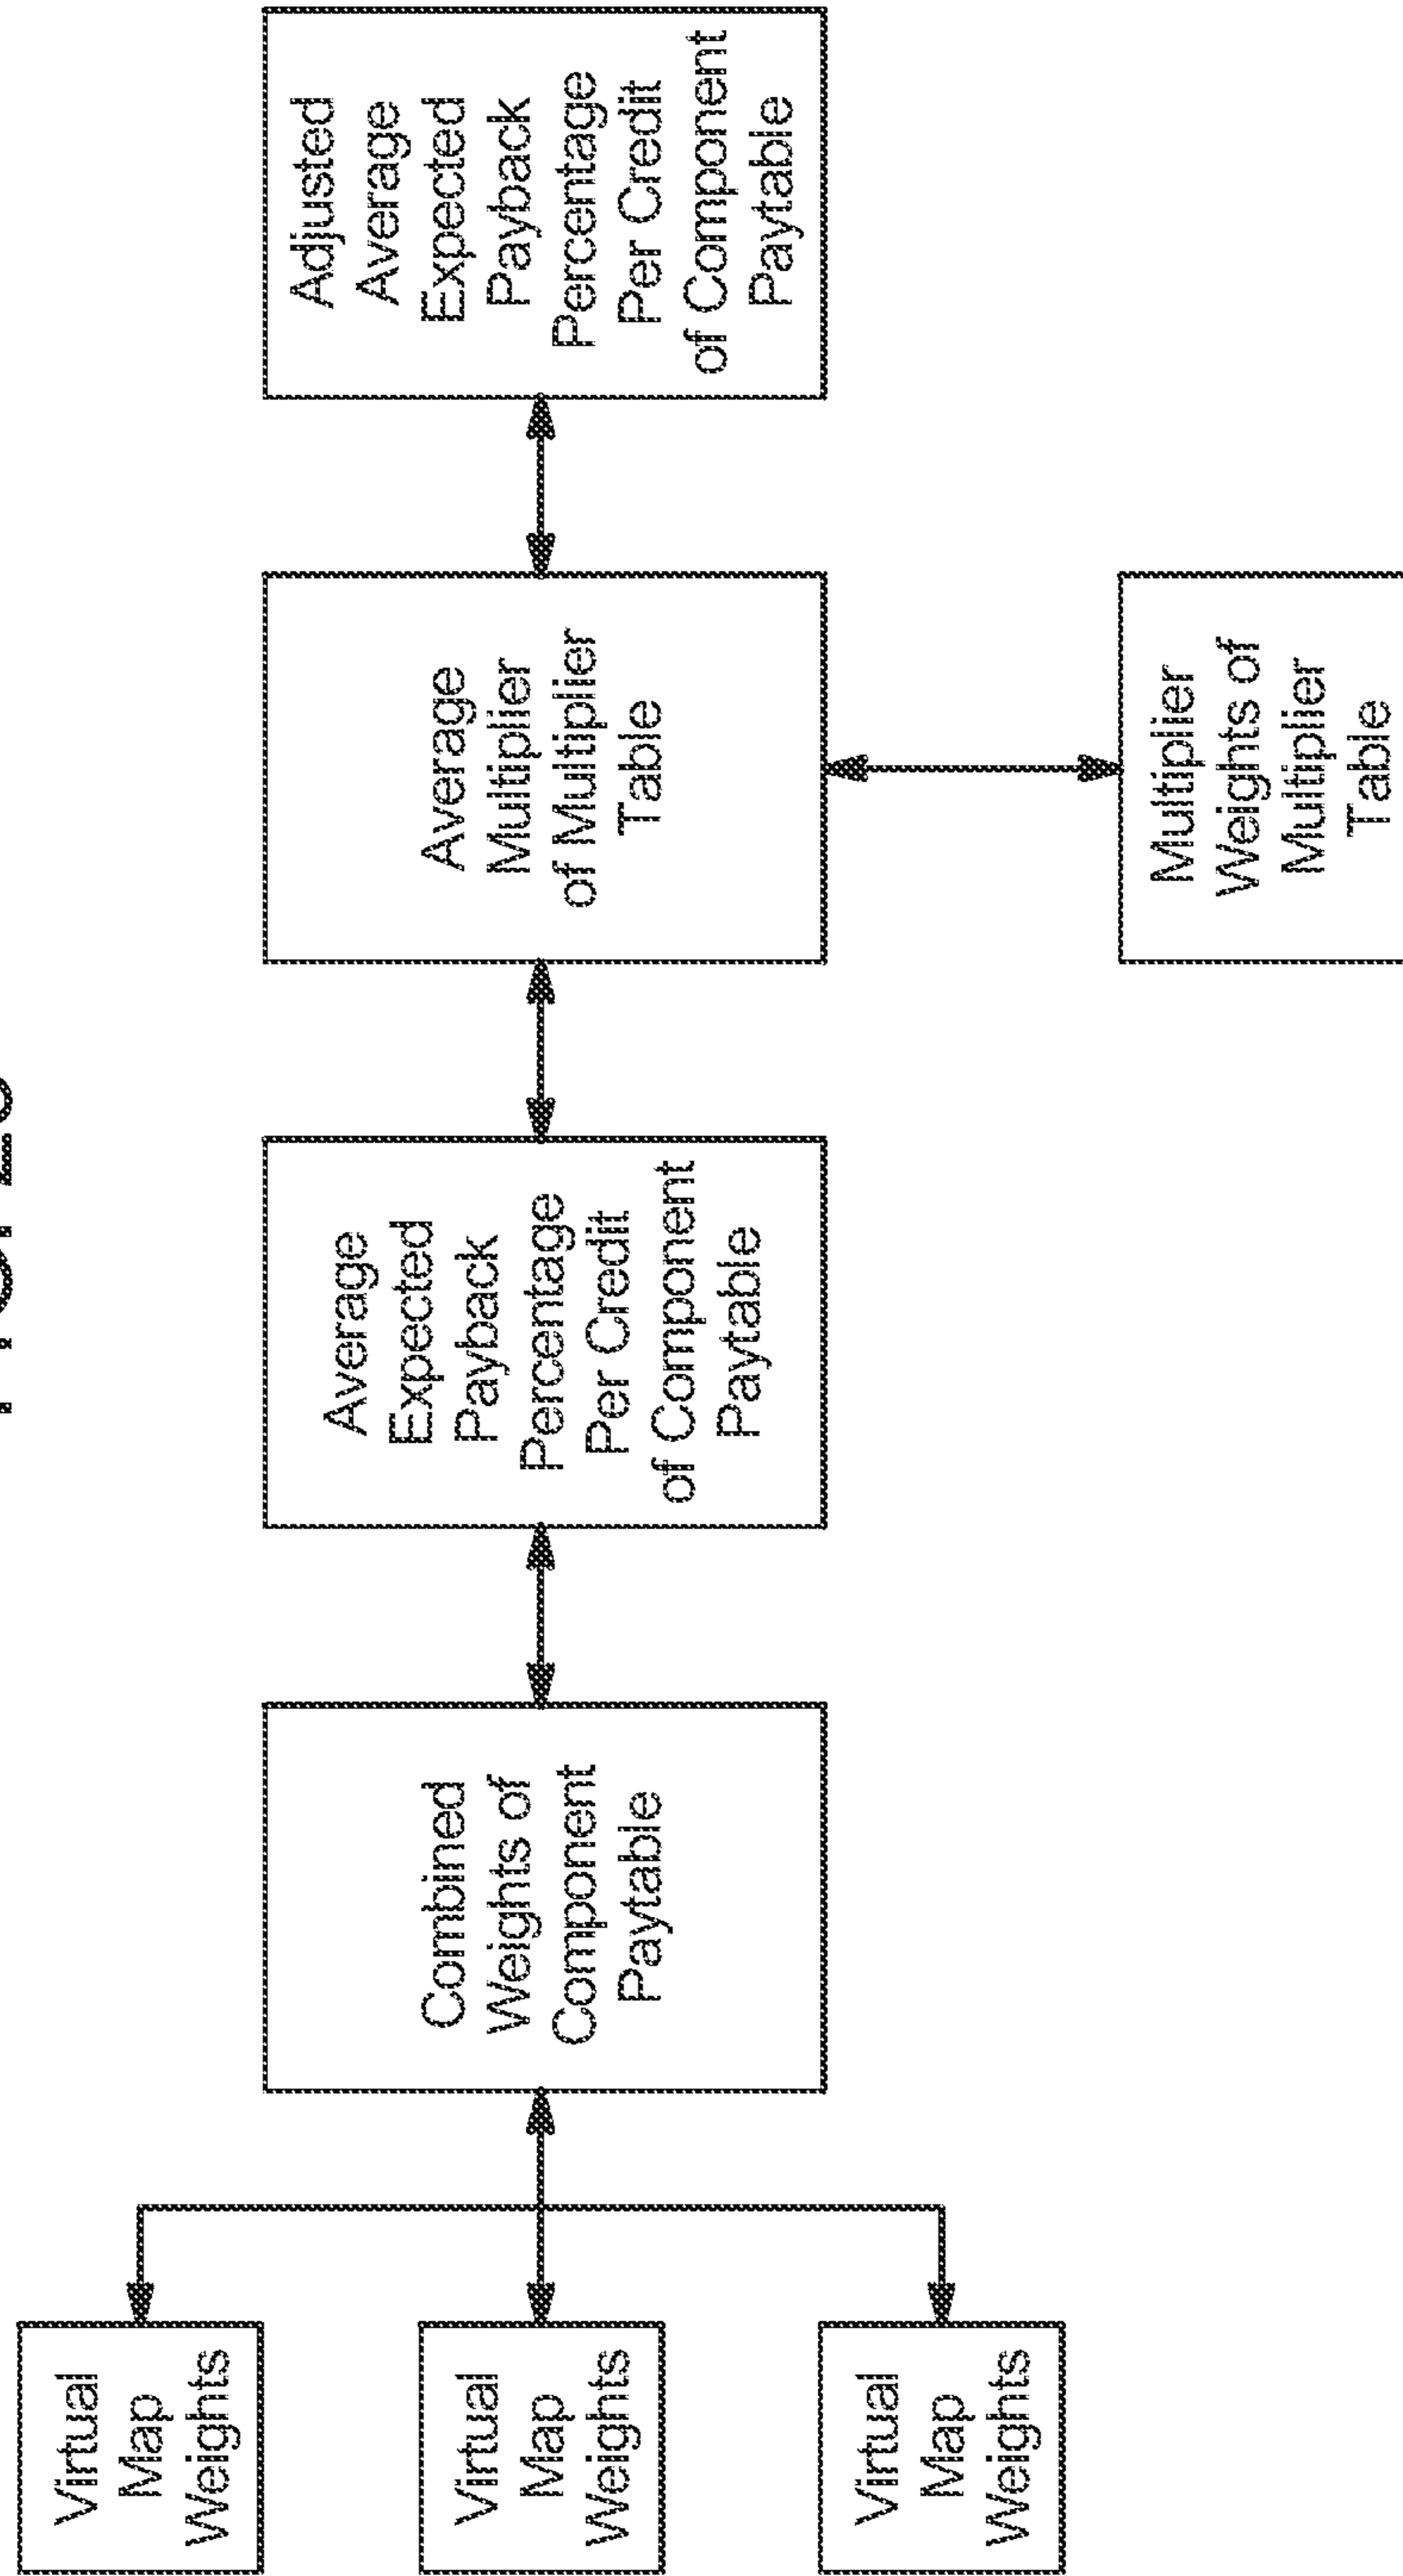 Virtual
Map
Weights
Virtual
Map
Weights
Virtual
Map
Weights
Combined
Weights of
Component
Paytable
Average
Expected
Payback
Percentage
Per Credit
of Component
Paytable
Average
Multiplier
of Multiplier
Table
Multiplier
Weights of
Multiplier
Table
Adjusted
Average
Expected
Payback
Percentage
Per Credit
of Component
Paytable